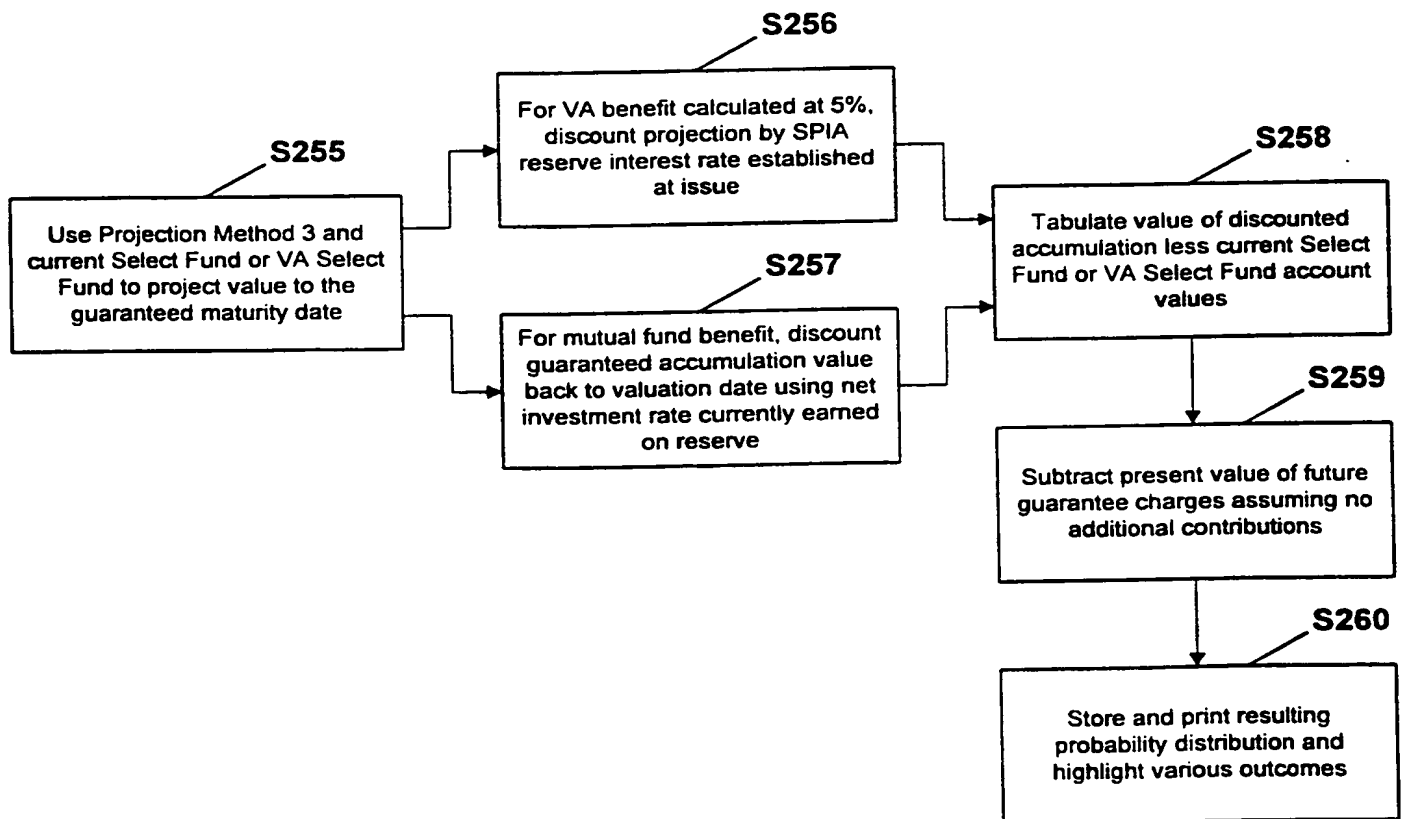 S255
Use Projection Method 3 and
current Select Fund or VA Select
Fund to project value to the
guaranteed maturity date
S256
For VA benefit calculated at 5%,
discount projection by SPIA
reserve interest rate established
at issue
S257
For mutual fund benefit, discount
guaranteed accumulation value
back to valuation date using net
investment rate currently earned
on reserve
S258
Tabulate value of discounted
accumulation less current Select
Fund or VA Select Fund account
values
S259
Subtract present value of future
guarantee charges assuming no
additional contributions
S260
Store and print resulting
probability distribution and
highlight various outcomes